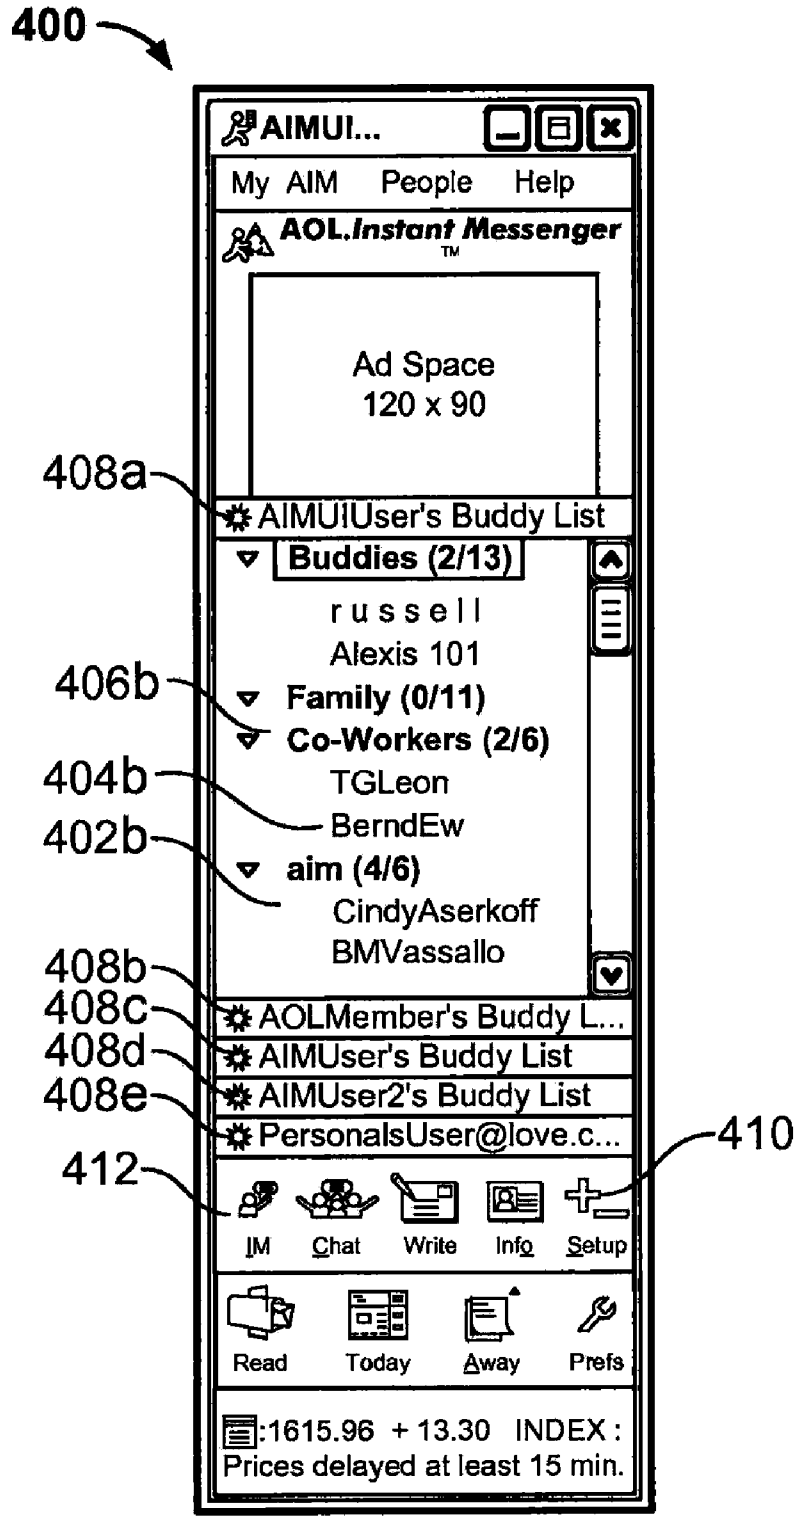 400
AIMUI...
My AIM People Help
AOL.Instant Messenger
TM
Ad Space
120 x 90
408a
AIMUIUser's Buddy List
Buddies (2/13)
russell
Alexis 101
406b
Family (0/11)
Co-Workers (2/6)
404b
TGLeon
BerndEw
402b
aim (4/6)
CindyAserkoff
BMVassallo
408b
AOLMember's Buddy L...
408c
AIMUser's Buddy List
408d
AIMUser2's Buddy List
408e
PersonalsUser@love.c...
410
412
IM Chat Write Info Setup
Read Today Away Prefs
:1615.96 + 13.30 INDEX :
Prices delayed at least 15 min.